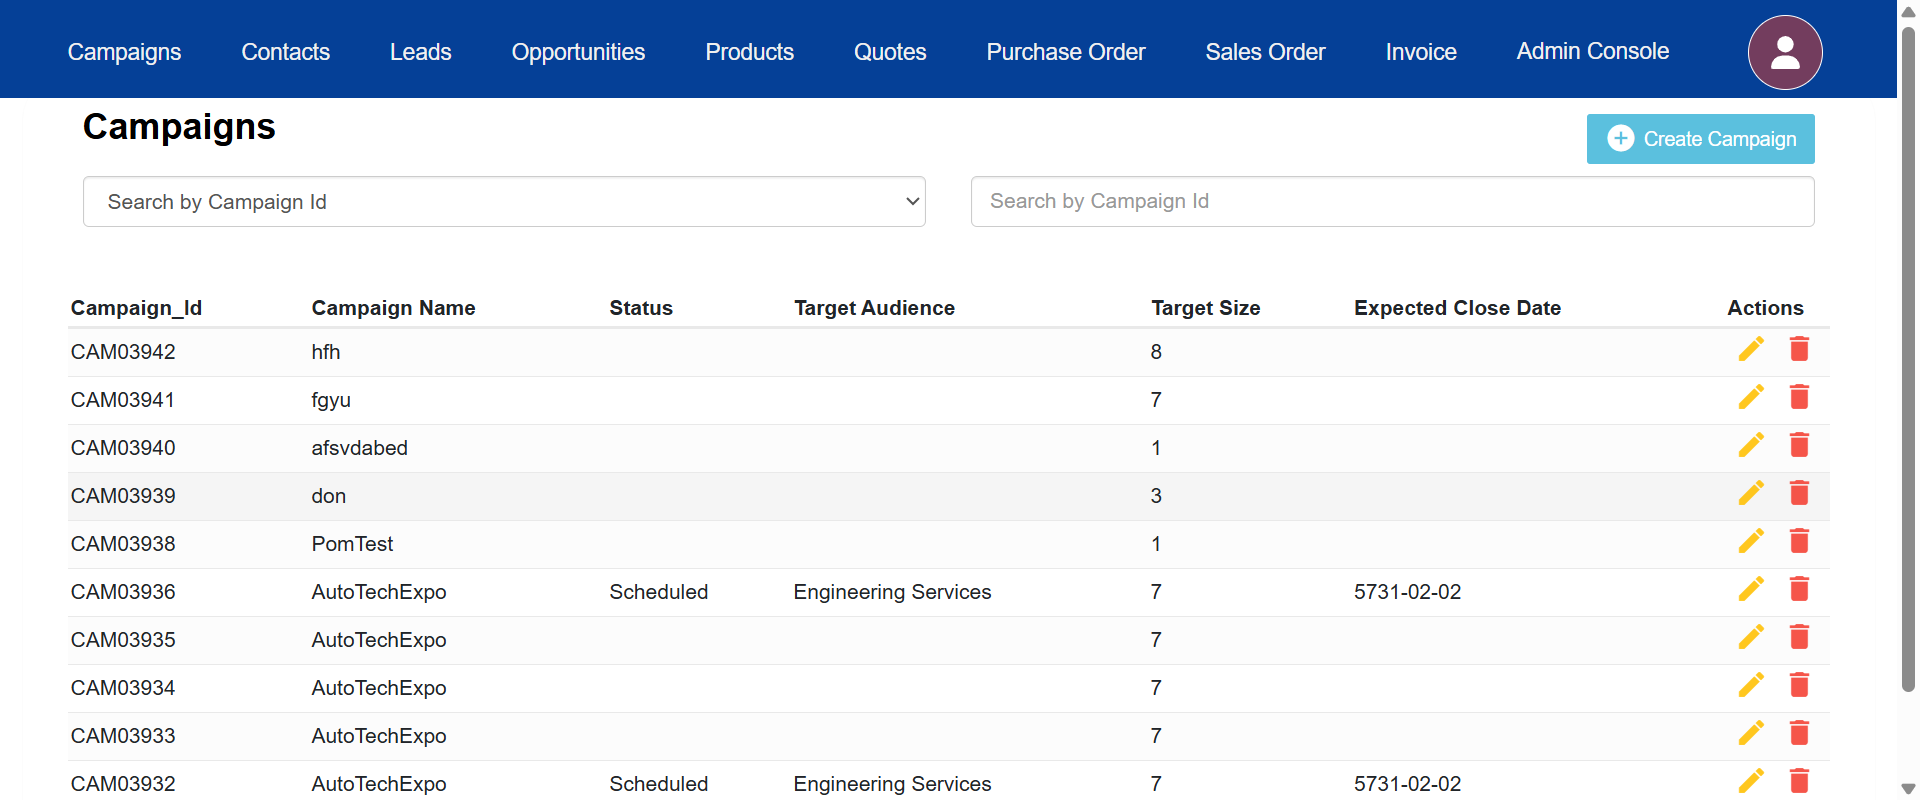 Campaigns Contacts Leads Opportunities Products Quotes Purchase Order Sales Order Invoice Admin Console
Campaigns
Create Campaign
Search by Campaign Id Search by Campaign Id
Campaign_Id Campaign Name Status Target Audience Target Size Expected Close Date Actions
CAM03942 hfh 8
CAM03941 fgyu 7
CAM03940 afsvdabed 1
CAM03939 don 3
CAM03938 PomTest 1
CAM03936 AutoTechExpo Scheduled Engineering Services 7 5731-02-02
CAM03935 AutoTechExpo 7
CAM03934 AutoTechExpo 7
CAM03933 AutoTechExpo 7
CAM03932 AutoTechExpo Scheduled Engineering Services 7 5731-02-02